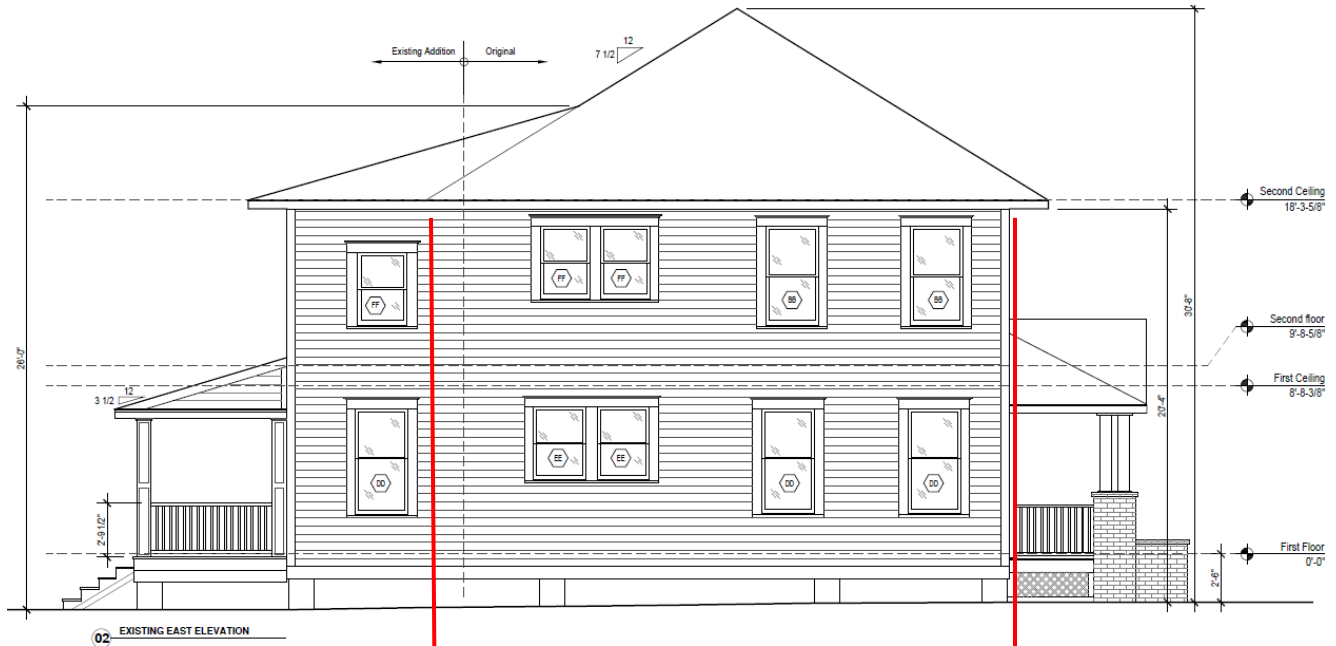 Existing Addition Original
12
7 1/2
Second Ceiling
18'-3-5/8"
FF FF FF BB BB
30'-8"
Second floor
9'-8-5/8"
26'-0"
First Ceiling
8'-8-3/8"
12
3 1/2
20'-4"
DD EE EE DD DD
2'-9 1/2"
First Floor
0'-0"
2'-6"
02 EXISTING EAST ELEVATION